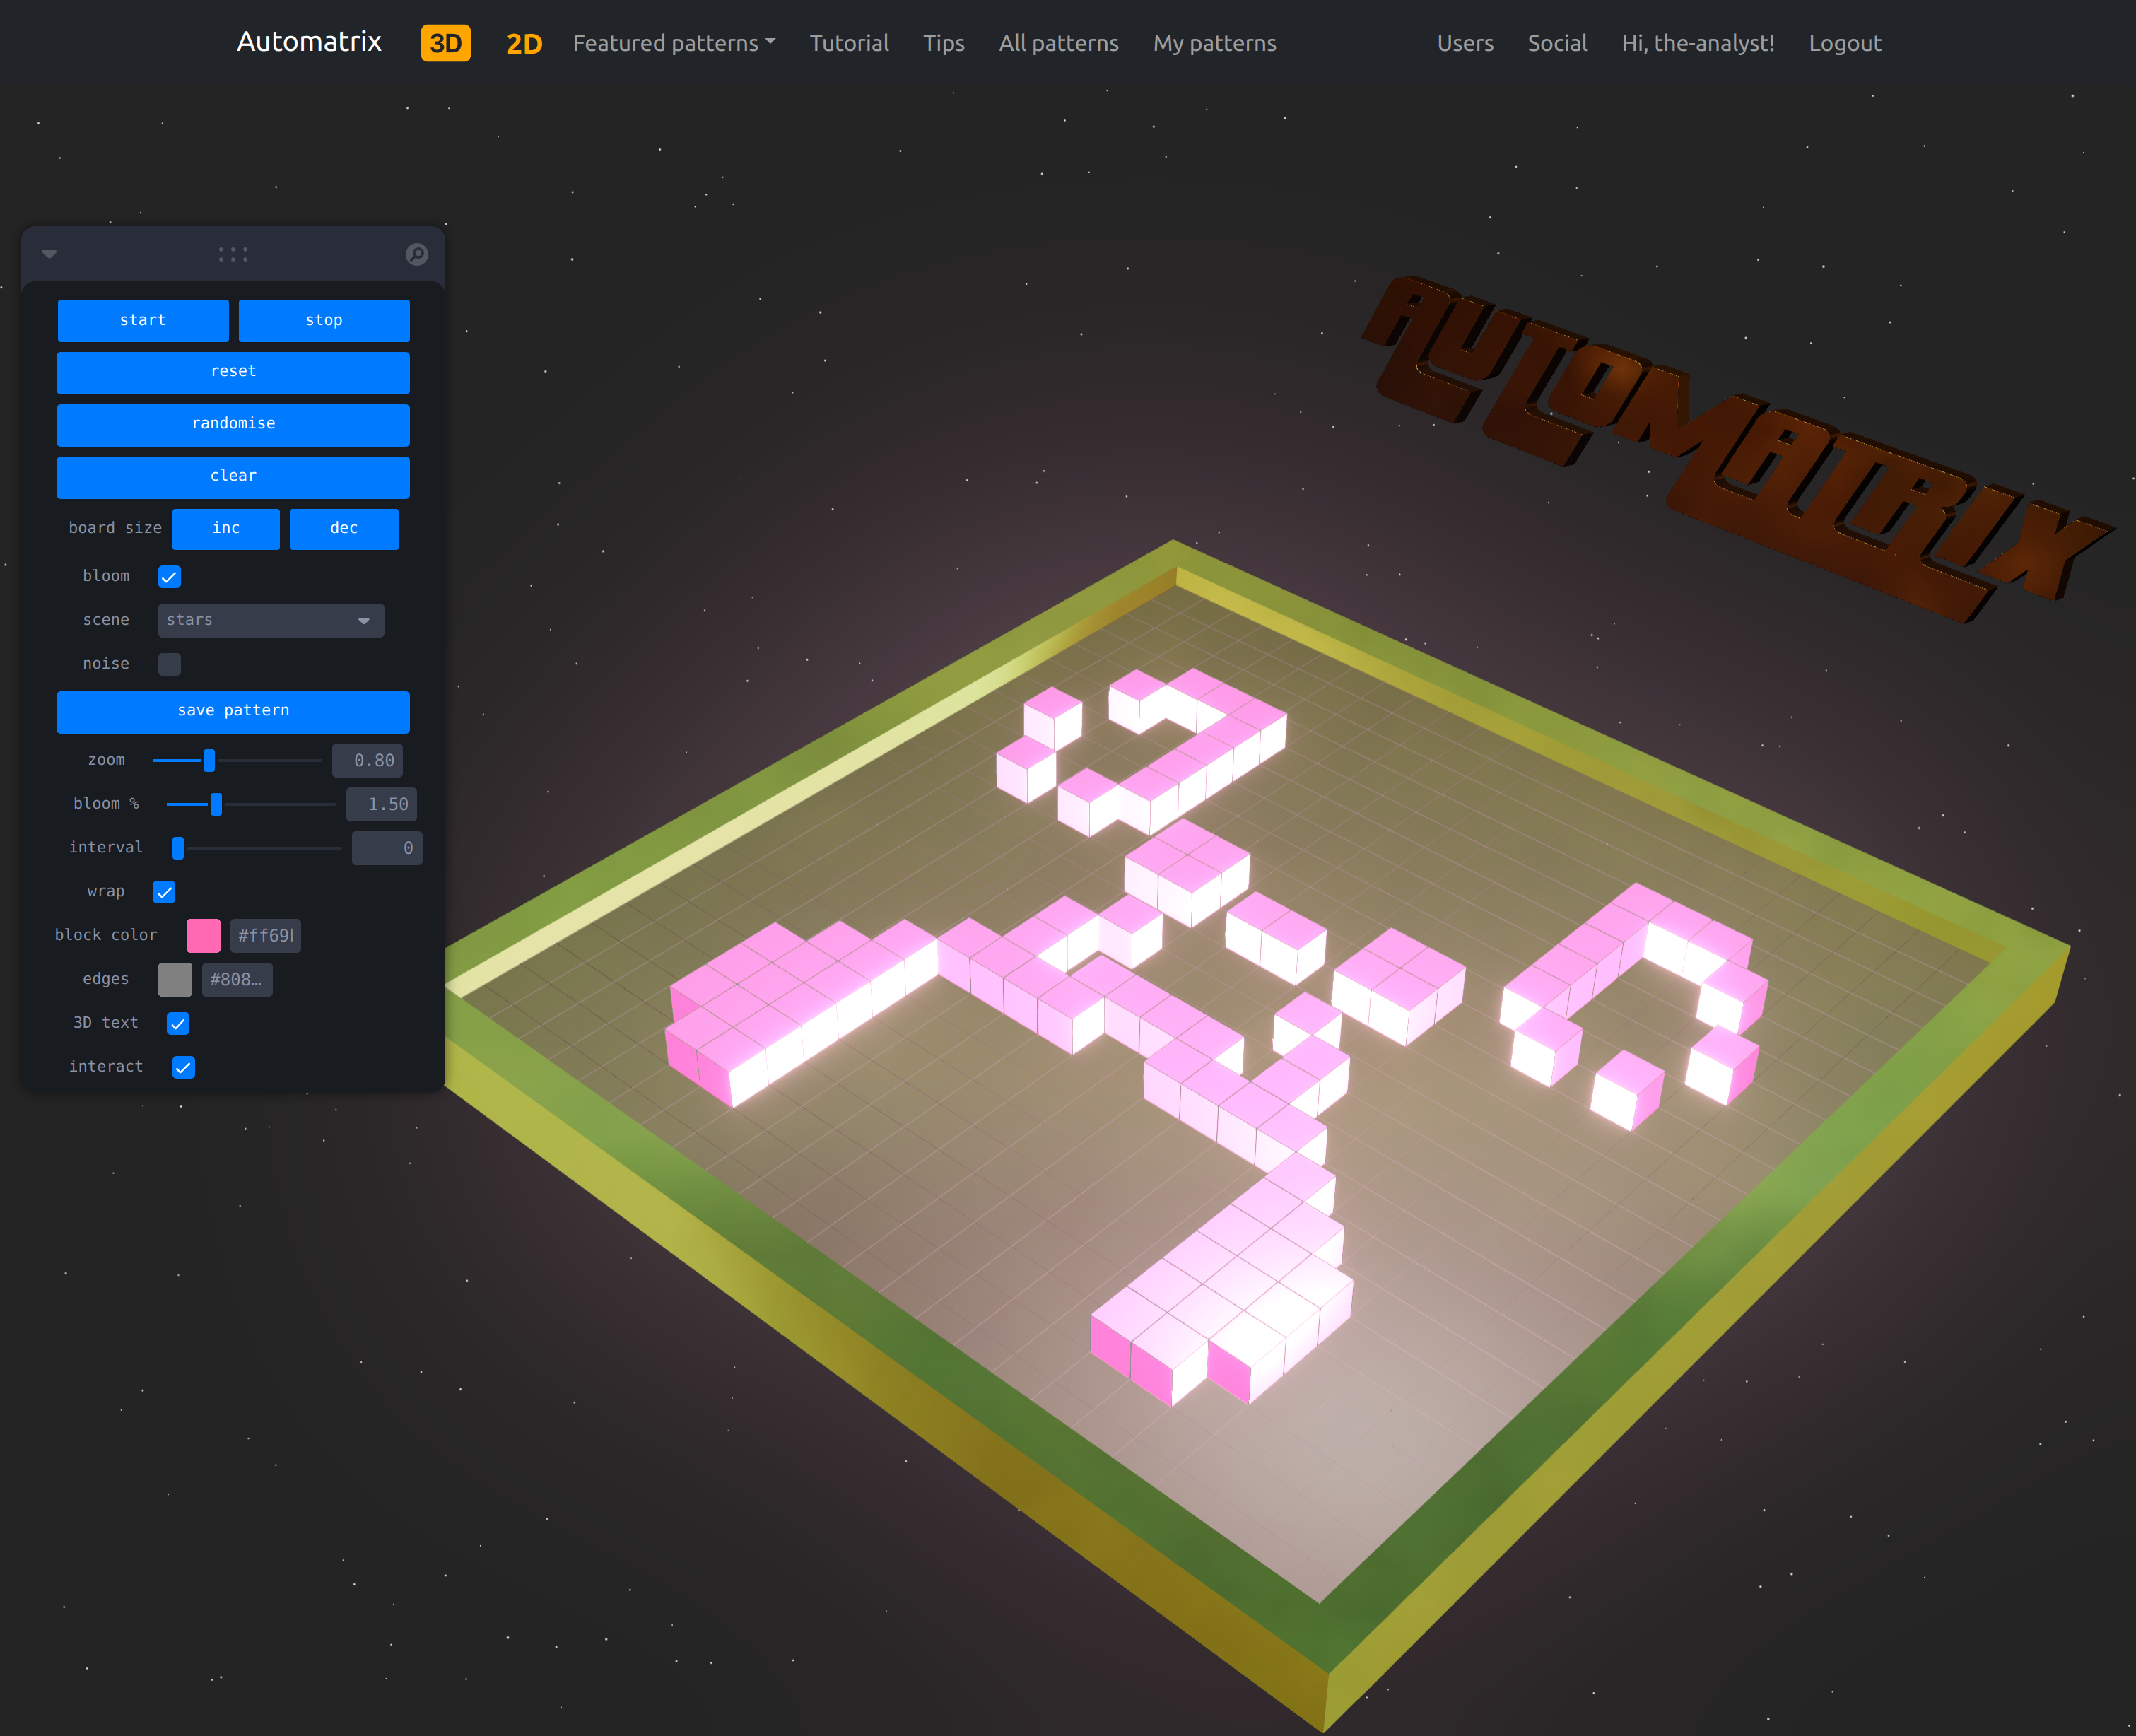 Automatrix 3D 2D Featured patterns Tutorial Tips All patterns My patterns Users Social Hi, the-analyst! Logout
AUTOMATRIX
start stop
reset
randomise
clear
board size inc dec
bloom
scene stars
noise
save pattern
zoom 0.80
bloom % 1.50
interval 0
wrap
block color #ff69
edges #808...
3D text
interact